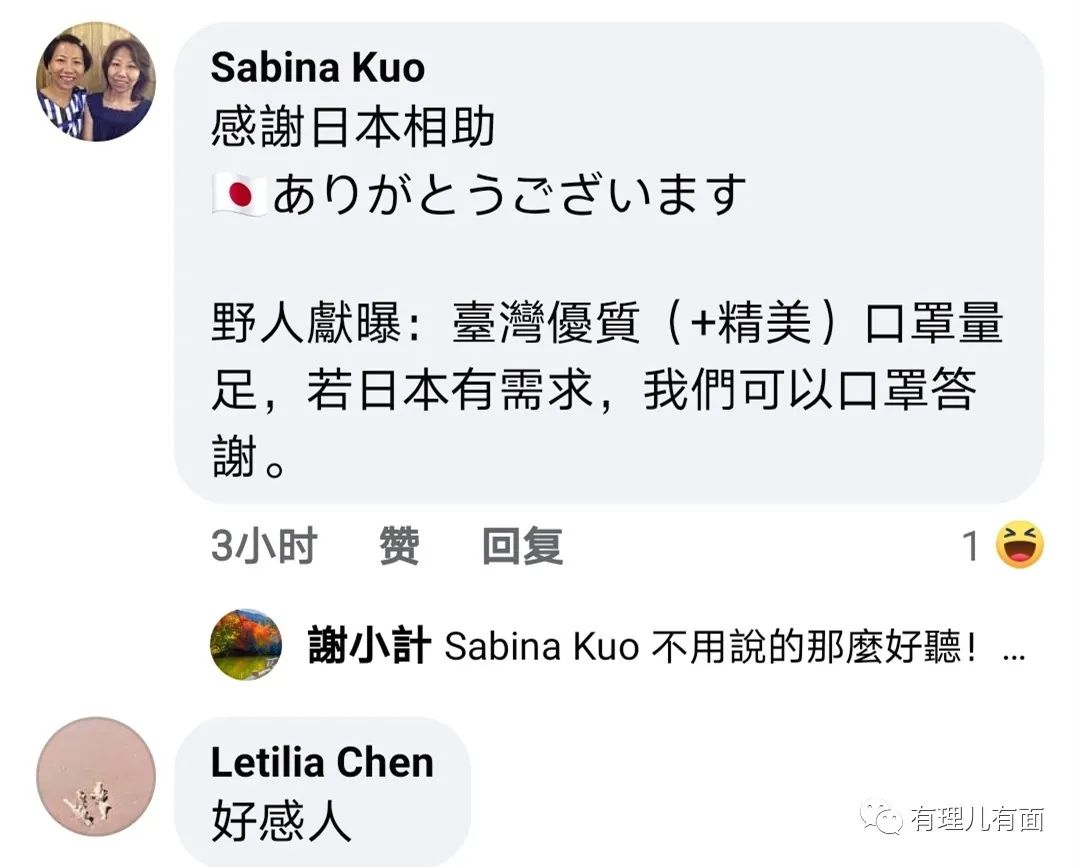 Sabina Kuo
感謝日本相助
🇯🇵ありがとうございます
野人獻曝：臺灣優質（+精美）口罩量
足，若日本有需求，我們可以口罩答
謝。
3小时 赞 回复 1
謝小計 Sabina Kuo 不用說的那麼好聽！...
Letilia Chen
好感人
有理儿有面